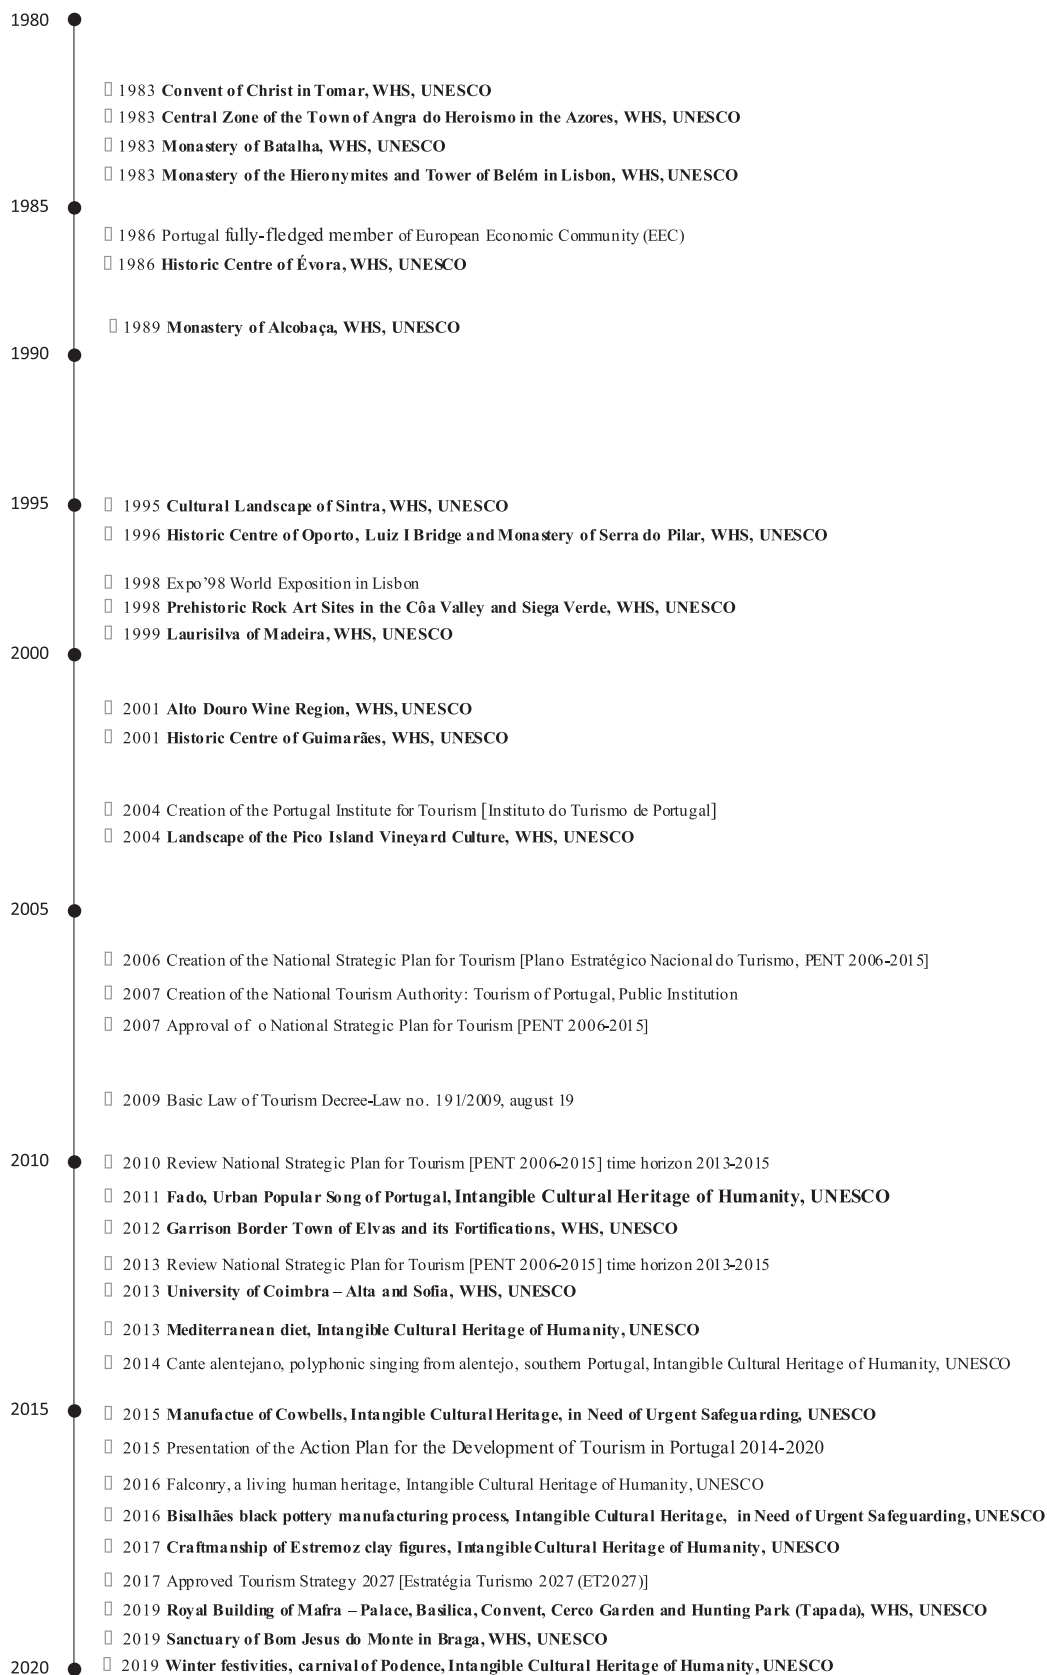 1980
1983 Convent of Christ in Tomar, WHS, UNESCO
1983 Central Zone of the Town of Angra do Heroismo in the Azores, WHS, UNESCO
1983 Monastery of Batalha, WHS, UNESCO
1983 Monastery of the Hieronymites and Tower of Belém in Lisbon, WHS, UNESCO
1985
1986 Portugal fully-fledged member of European Economic Community (EEC)
1986 Historic Centre of Évora, WHS, UNESCO
1989 Monastery of Alcobaça, WHS, UNESCO
1990
1995
1995 Cultural Landscape of Sintra, WHS, UNESCO
1996 Historic Centre of Oporto, Luiz I Bridge and Monastery of Serra do Pilar, WHS, UNESCO
1998 Expo’98 World Exposition in Lisbon
1998 Prehistoric Rock Art Sites in the Côa Valley and Siega Verde, WHS, UNESCO
1999 Laurisilva of Madeira, WHS, UNESCO
2000
2001 Alto Douro Wine Region, WHS, UNESCO
2001 Historic Centre of Guimarães, WHS, UNESCO
2004 Creation of the Portugal Institute for Tourism [Instituto do Turismo de Portugal]
2004 Landscape of the Pico Island Vineyard Culture, WHS, UNESCO
2005
2006 Creation of the National Strategic Plan for Tourism [Plano Estratégico Nacional do Turismo, PENT 2006-2015]
2007 Creation of the National Tourism Authority: Tourism of Portugal, Public Institution
2007 Approval of o National Strategic Plan for Tourism [PENT 2006-2015]
2009 Basic Law of Tourism Decree-Law no. 191/2009, august 19
2010
2010 Review National Strategic Plan for Tourism [PENT 2006-2015] time horizon 2013-2015
2011 Fado, Urban Popular Song of Portugal, Intangible Cultural Heritage of Humanity, UNESCO
2012 Garrison Border Town of Elvas and its Fortifications, WHS, UNESCO
2013 Review National Strategic Plan for Tourism [PENT 2006-2015] time horizon 2013-2015
2013 University of Coimbra – Alta and Sofia, WHS, UNESCO
2013 Mediterranean diet, Intangible Cultural Heritage of Humanity, UNESCO
2014 Cante alentejano, polyphonic singing from alentejo, southern Portugal, Intangible Cultural Heritage of Humanity, UNESCO
2015
2015 Manufactue of Cowbells, Intangible Cultural Heritage, in Need of Urgent Safeguarding, UNESCO
2015 Presentation of the Action Plan for the Development of Tourism in Portugal 2014-2020
2016 Falconry, a living human heritage, Intangible Cultural Heritage of Humanity, UNESCO
2016 Bisalhães black pottery manufacturing process, Intangible Cultural Heritage, in Need of Urgent Safeguarding, UNESCO
2017 Craftmanship of Estremoz clay figures, Intangible Cultural Heritage of Humanity, UNESCO
2017 Approved Tourism Strategy 2027 [Estratégia Turismo 2027 (ET2027)]
2019 Royal Building of Mafra – Palace, Basilica, Convent, Cerco Garden and Hunting Park (Tapada), WHS, UNESCO
2019 Sanctuary of Bom Jesus do Monte in Braga, WHS, UNESCO
2020
2019 Winter festivities, carnival of Podence, Intangible Cultural Heritage of Humanity, UNESCO